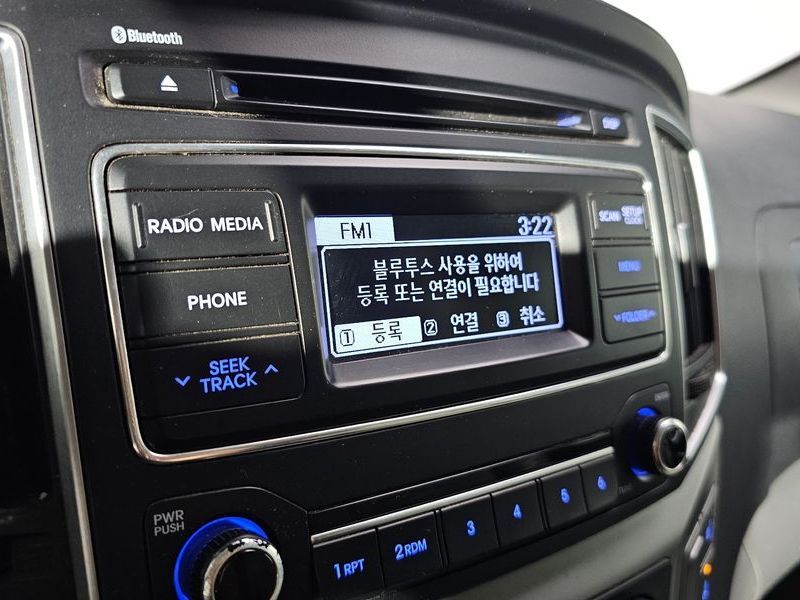 Bluetooth
DISP
RADIO MEDIA
PHONE
SEEK
TRACK
FM1 3:22
블루투스 사용을 위하여
등록 또는 연결이 필요합니다
① 등록 ② 연결 ③ 취소
SCAN SETUP
CLOCK
MENU
FOLDER
PWR
PUSH
1 RPT 2 RDM 3 4 5 6